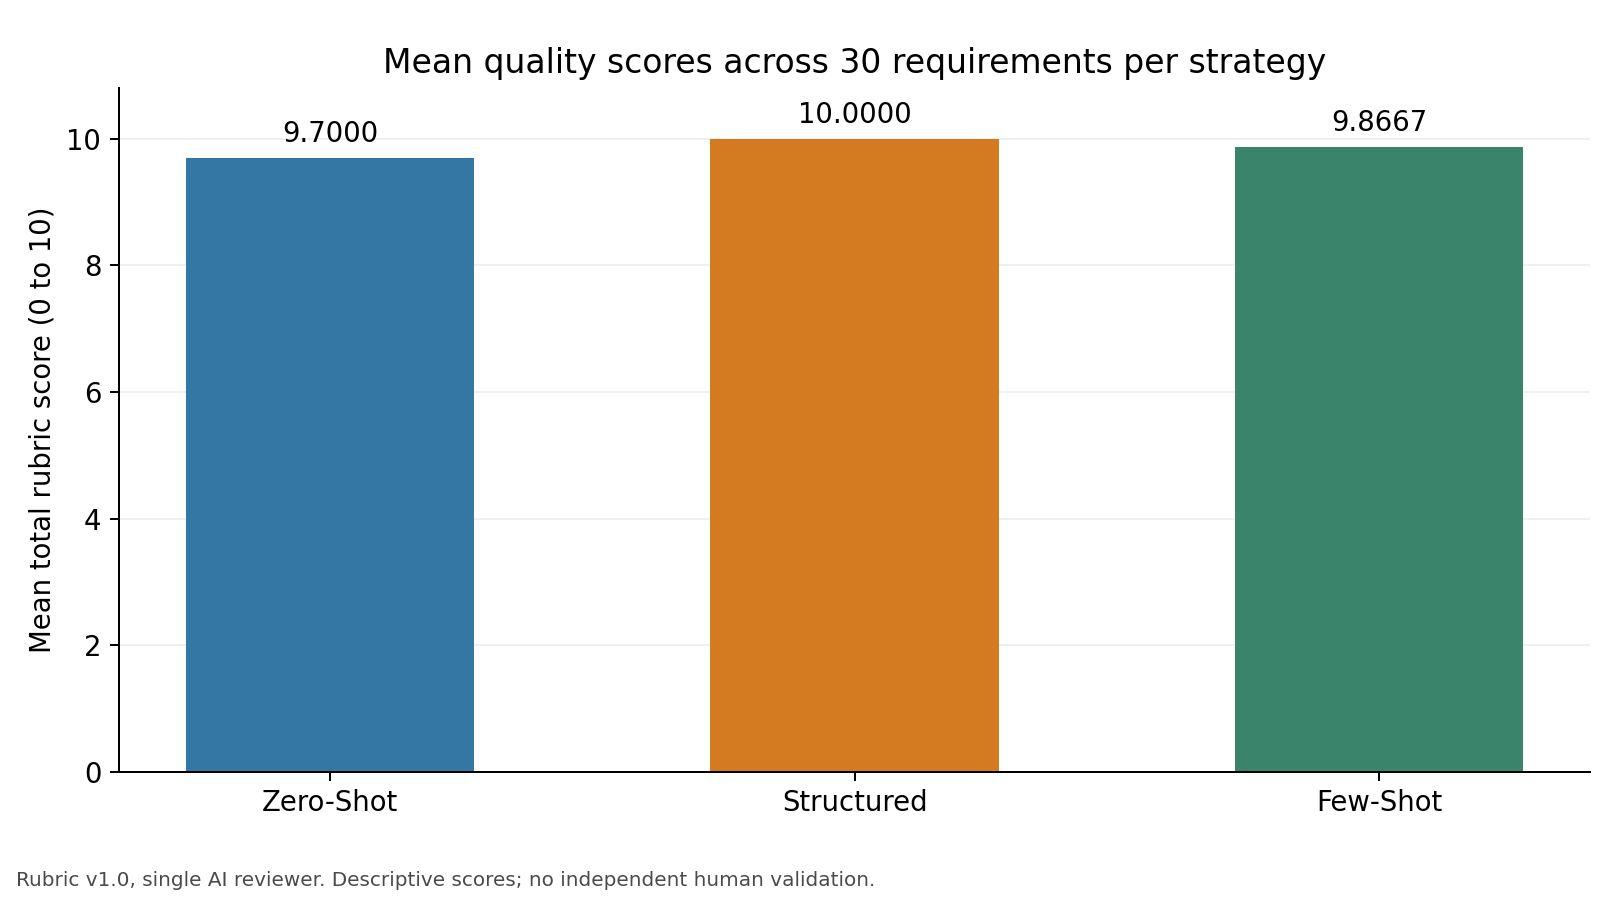 Mean quality scores across 30 requirements per strategy
Mean total rubric score (0 to 10)
10
8
6
4
2
0
9.7000
10.0000
9.8667
Zero-Shot
Structured
Few-Shot
Rubric v1.0, single AI reviewer. Descriptive scores; no independent human validation.